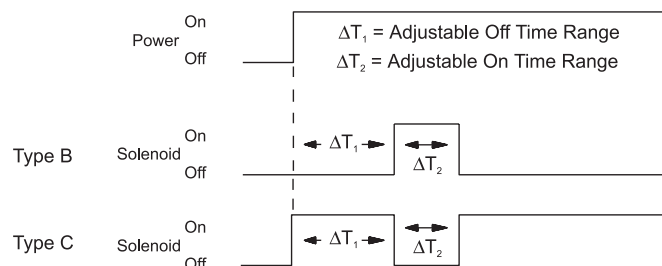 On
Power
Off
ΔT₁ = Adjustable Off Time Range
ΔT₂ = Adjustable On Time Range
Type B
On
Solenoid
Off
ΔT₁
ΔT₂
Type C
On
Solenoid
Off
ΔT₁
ΔT₂